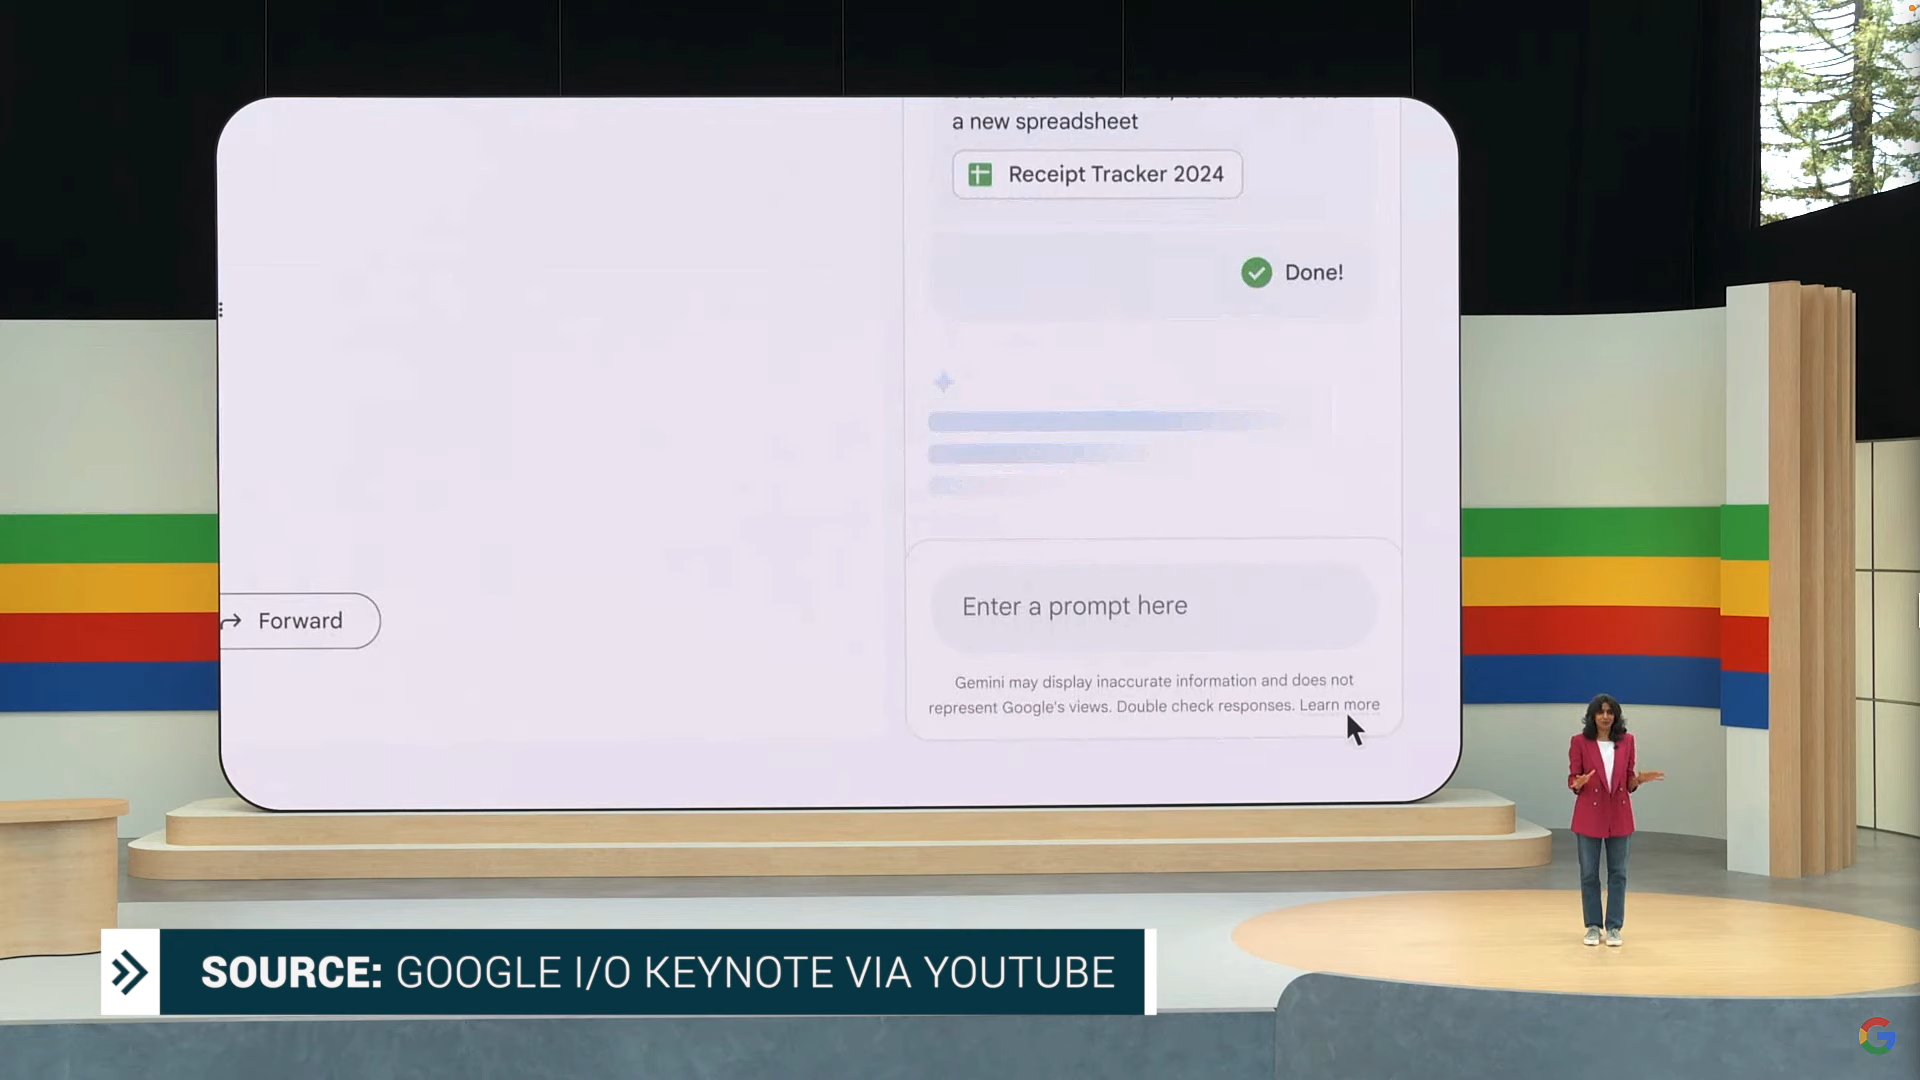 a new spreadsheet
Receipt Tracker 2024
Done!
Forward
Enter a prompt here
Gemini may display inaccurate information and does not
represent Google's views. Double check responses. Learn more
SOURCE: GOOGLE I/O KEYNOTE VIA YOUTUBE